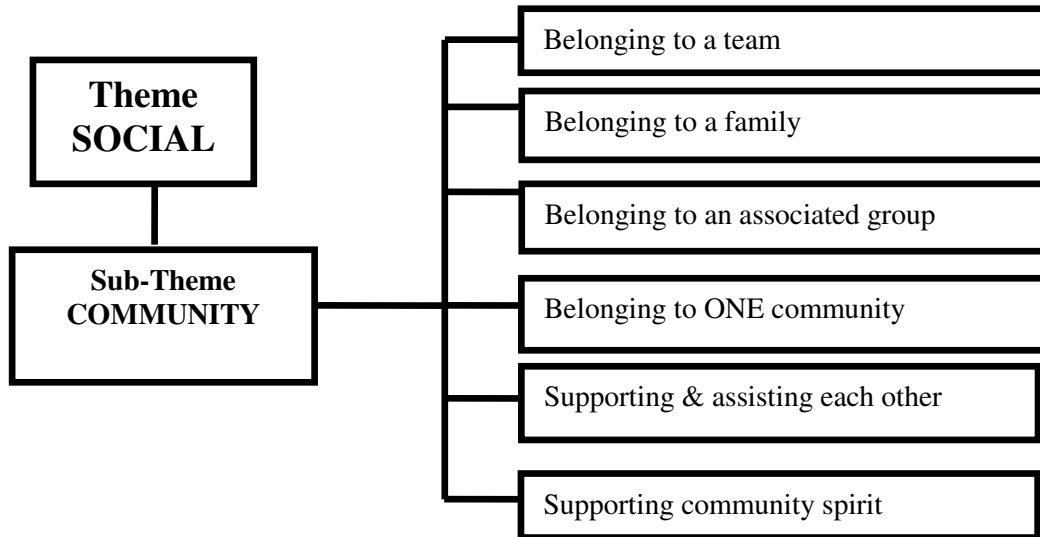 Theme
SOCIAL
Sub-Theme
COMMUNITY
Belonging to a team
Belonging to a family
Belonging to an associated group
Belonging to ONE community
Supporting & assisting each other
Supporting community spirit